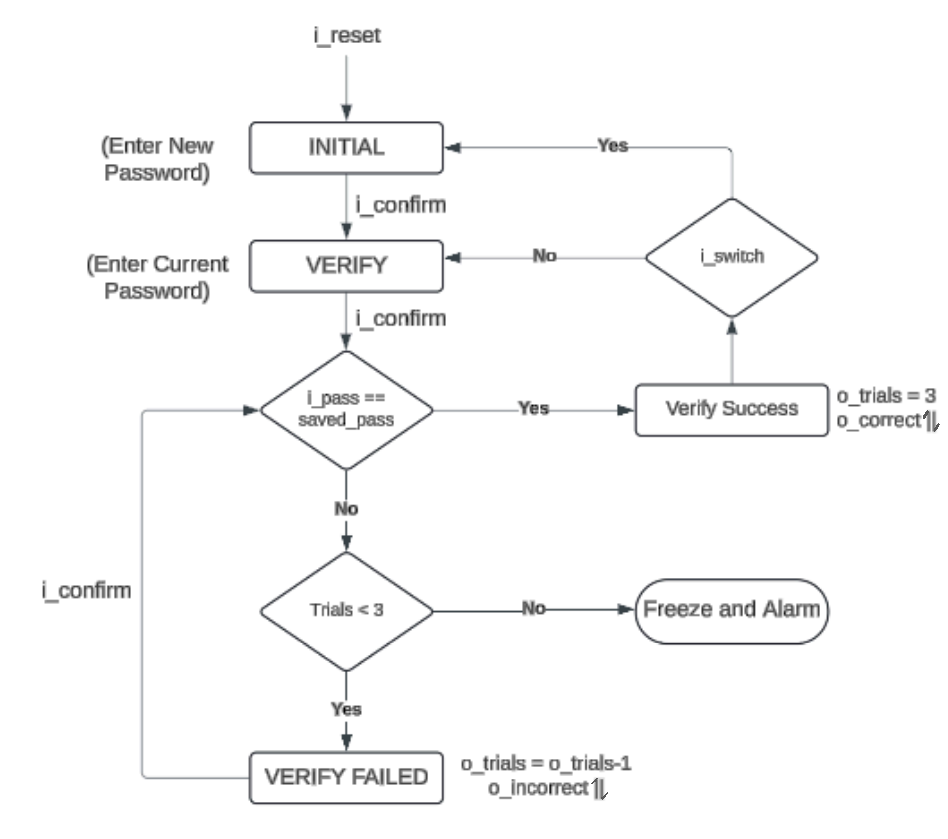 i_reset
(Enter New
Password)
INITIAL
Yes
i_confirm
(Enter Current
Password)
VERIFY
No
i_switch
i_confirm
i_pass ==
saved_pass
Yes
Verify Success
o_trials = 3
o_correct⥮
No
i_confirm
Trials < 3
No
Freeze and Alarm
Yes
VERIFY FAILED
o_trials = o_trials-1
o_incorrect⥮